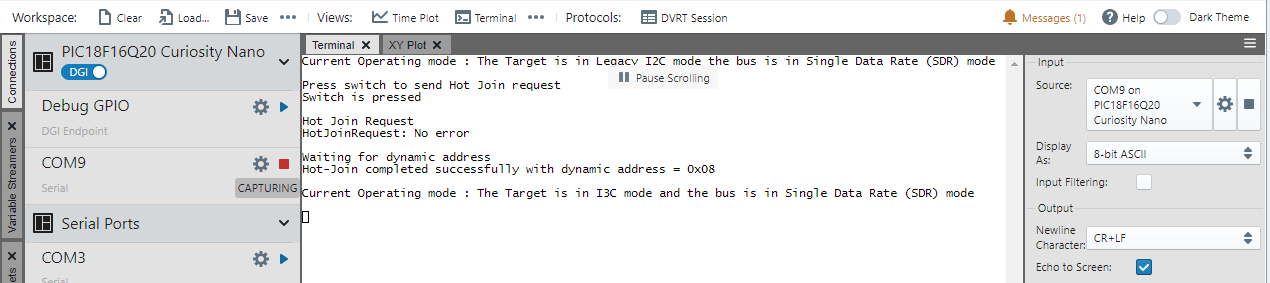 Workspace: Clear Load... Save ••• Views: Time Plot Terminal ••• Protocols: DVRT Session Messages (1) Help Dark Theme
Connections
Variable Streamers
ets
PIC18F16Q20 Curiosity Nano
DGI
Debug GPIO
DGI Endpoint
COM9
Serial
CAPTURING
Serial Ports
COM3
Serial
Terminal XY Plot
Current Operating mode : The Target is in Legacy I2C mode the bus is in Single Data Rate (SDR) mode
Pause Scrolling
Press switch to send Hot Join request
Switch is pressed
Hot Join Request
HotJoinRequest: No error
Waiting for dynamic address
Hot-Join completed successfully with dynamic address = 0x08
Current Operating mode : The Target is in I3C mode and the bus is in Single Data Rate (SDR) mode
Input
Source:
COM9 on
PIC18F16Q20
Curiosity Nano
Display
As:
8-bit ASCII
Input Filtering:
Output
Newline
Character:
CR+LF
Echo to Screen: